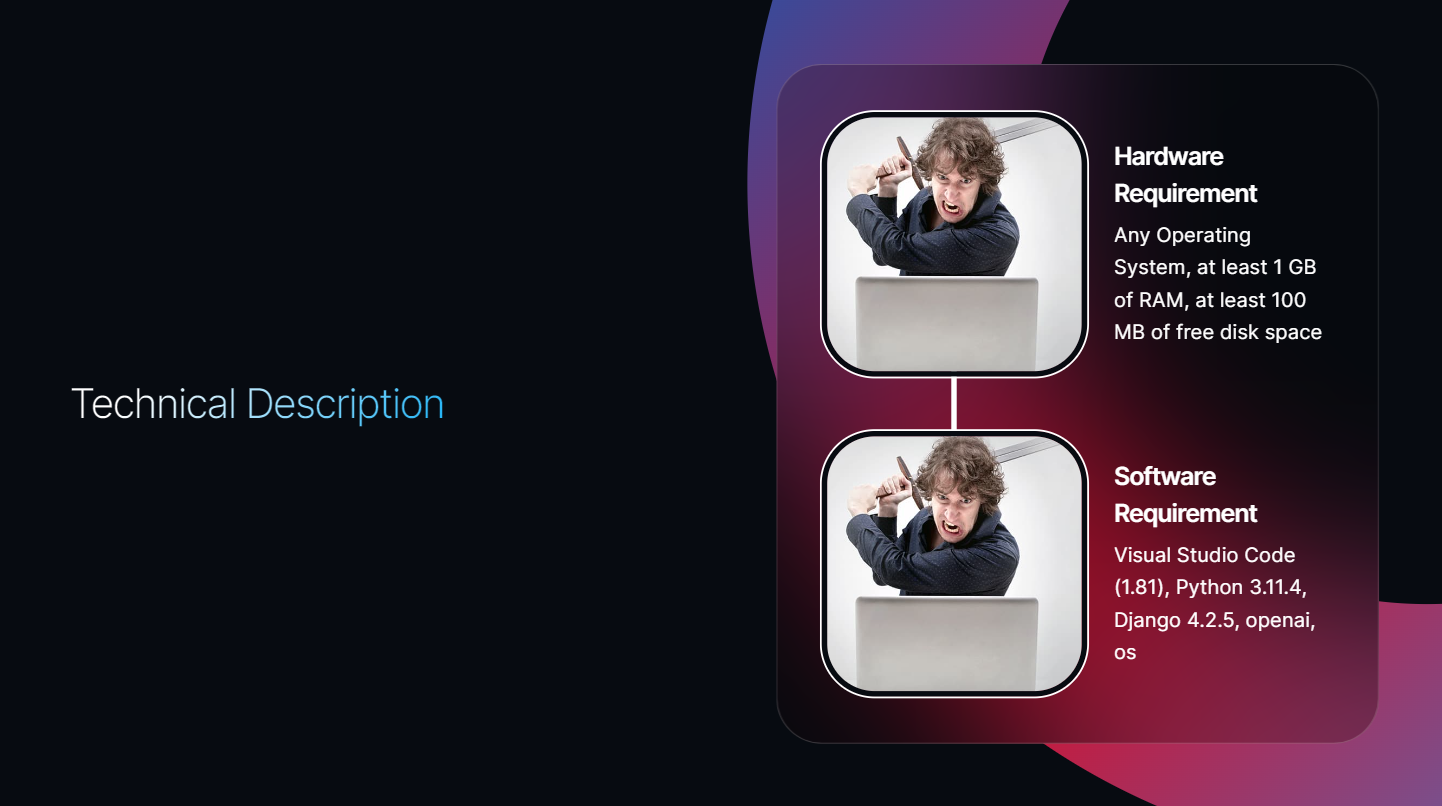 Technical Description
Hardware
Requirement
Any Operating
System, at least 1 GB
of RAM, at least 100
MB of free disk space
Software
Requirement
Visual Studio Code
(1.81), Python 3.11.4,
Django 4.2.5, openai,
os